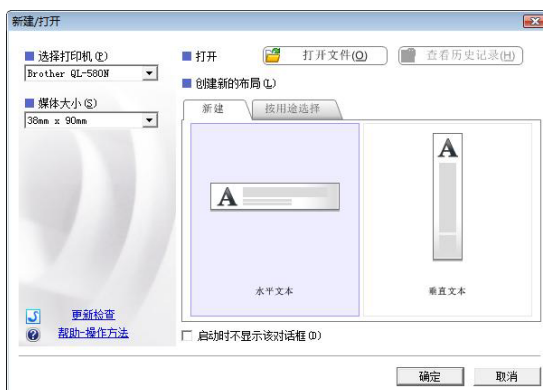 新建/打开
选择打印机(P)
Brother QL-580N
媒体大小(S)
38mm x 90mm
更新检查
帮助-操作方法
打开
打开文件(O)
查看历史记录(H)
创建新的布局(L)
新建
按用途选择
A
水平文本
A
垂直文本
启动时不显示该对话框(D)
确定
取消